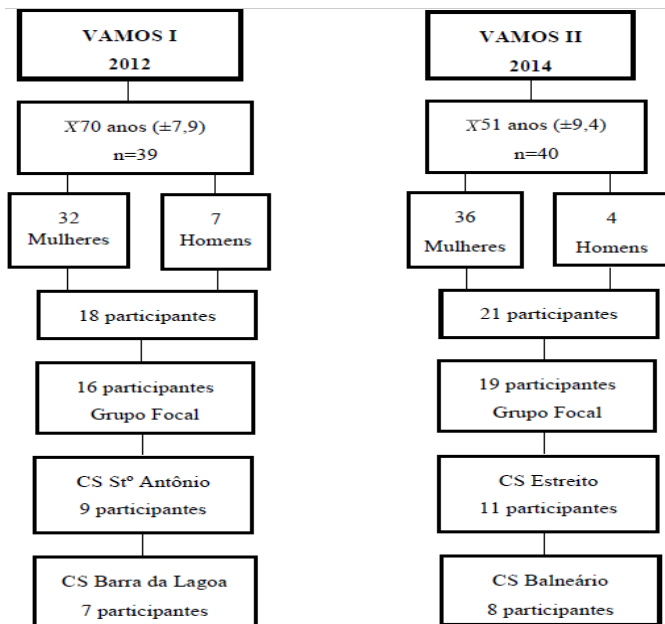 VAMOS I
2012
X70 anos (±7,9)
n=39
32
Mulheres
7
Homens
18 participantes
16 participantes
Grupo Focal
CS Stº Antônio
9 participantes
CS Barra da Lagoa
7 participantes
VAMOS II
2014
X51 anos (±9,4)
n=40
36
Mulheres
4
Homens
21 participantes
19 participantes
Grupo Focal
CS Estreito
11 participantes
CS Balneário
8 participantes